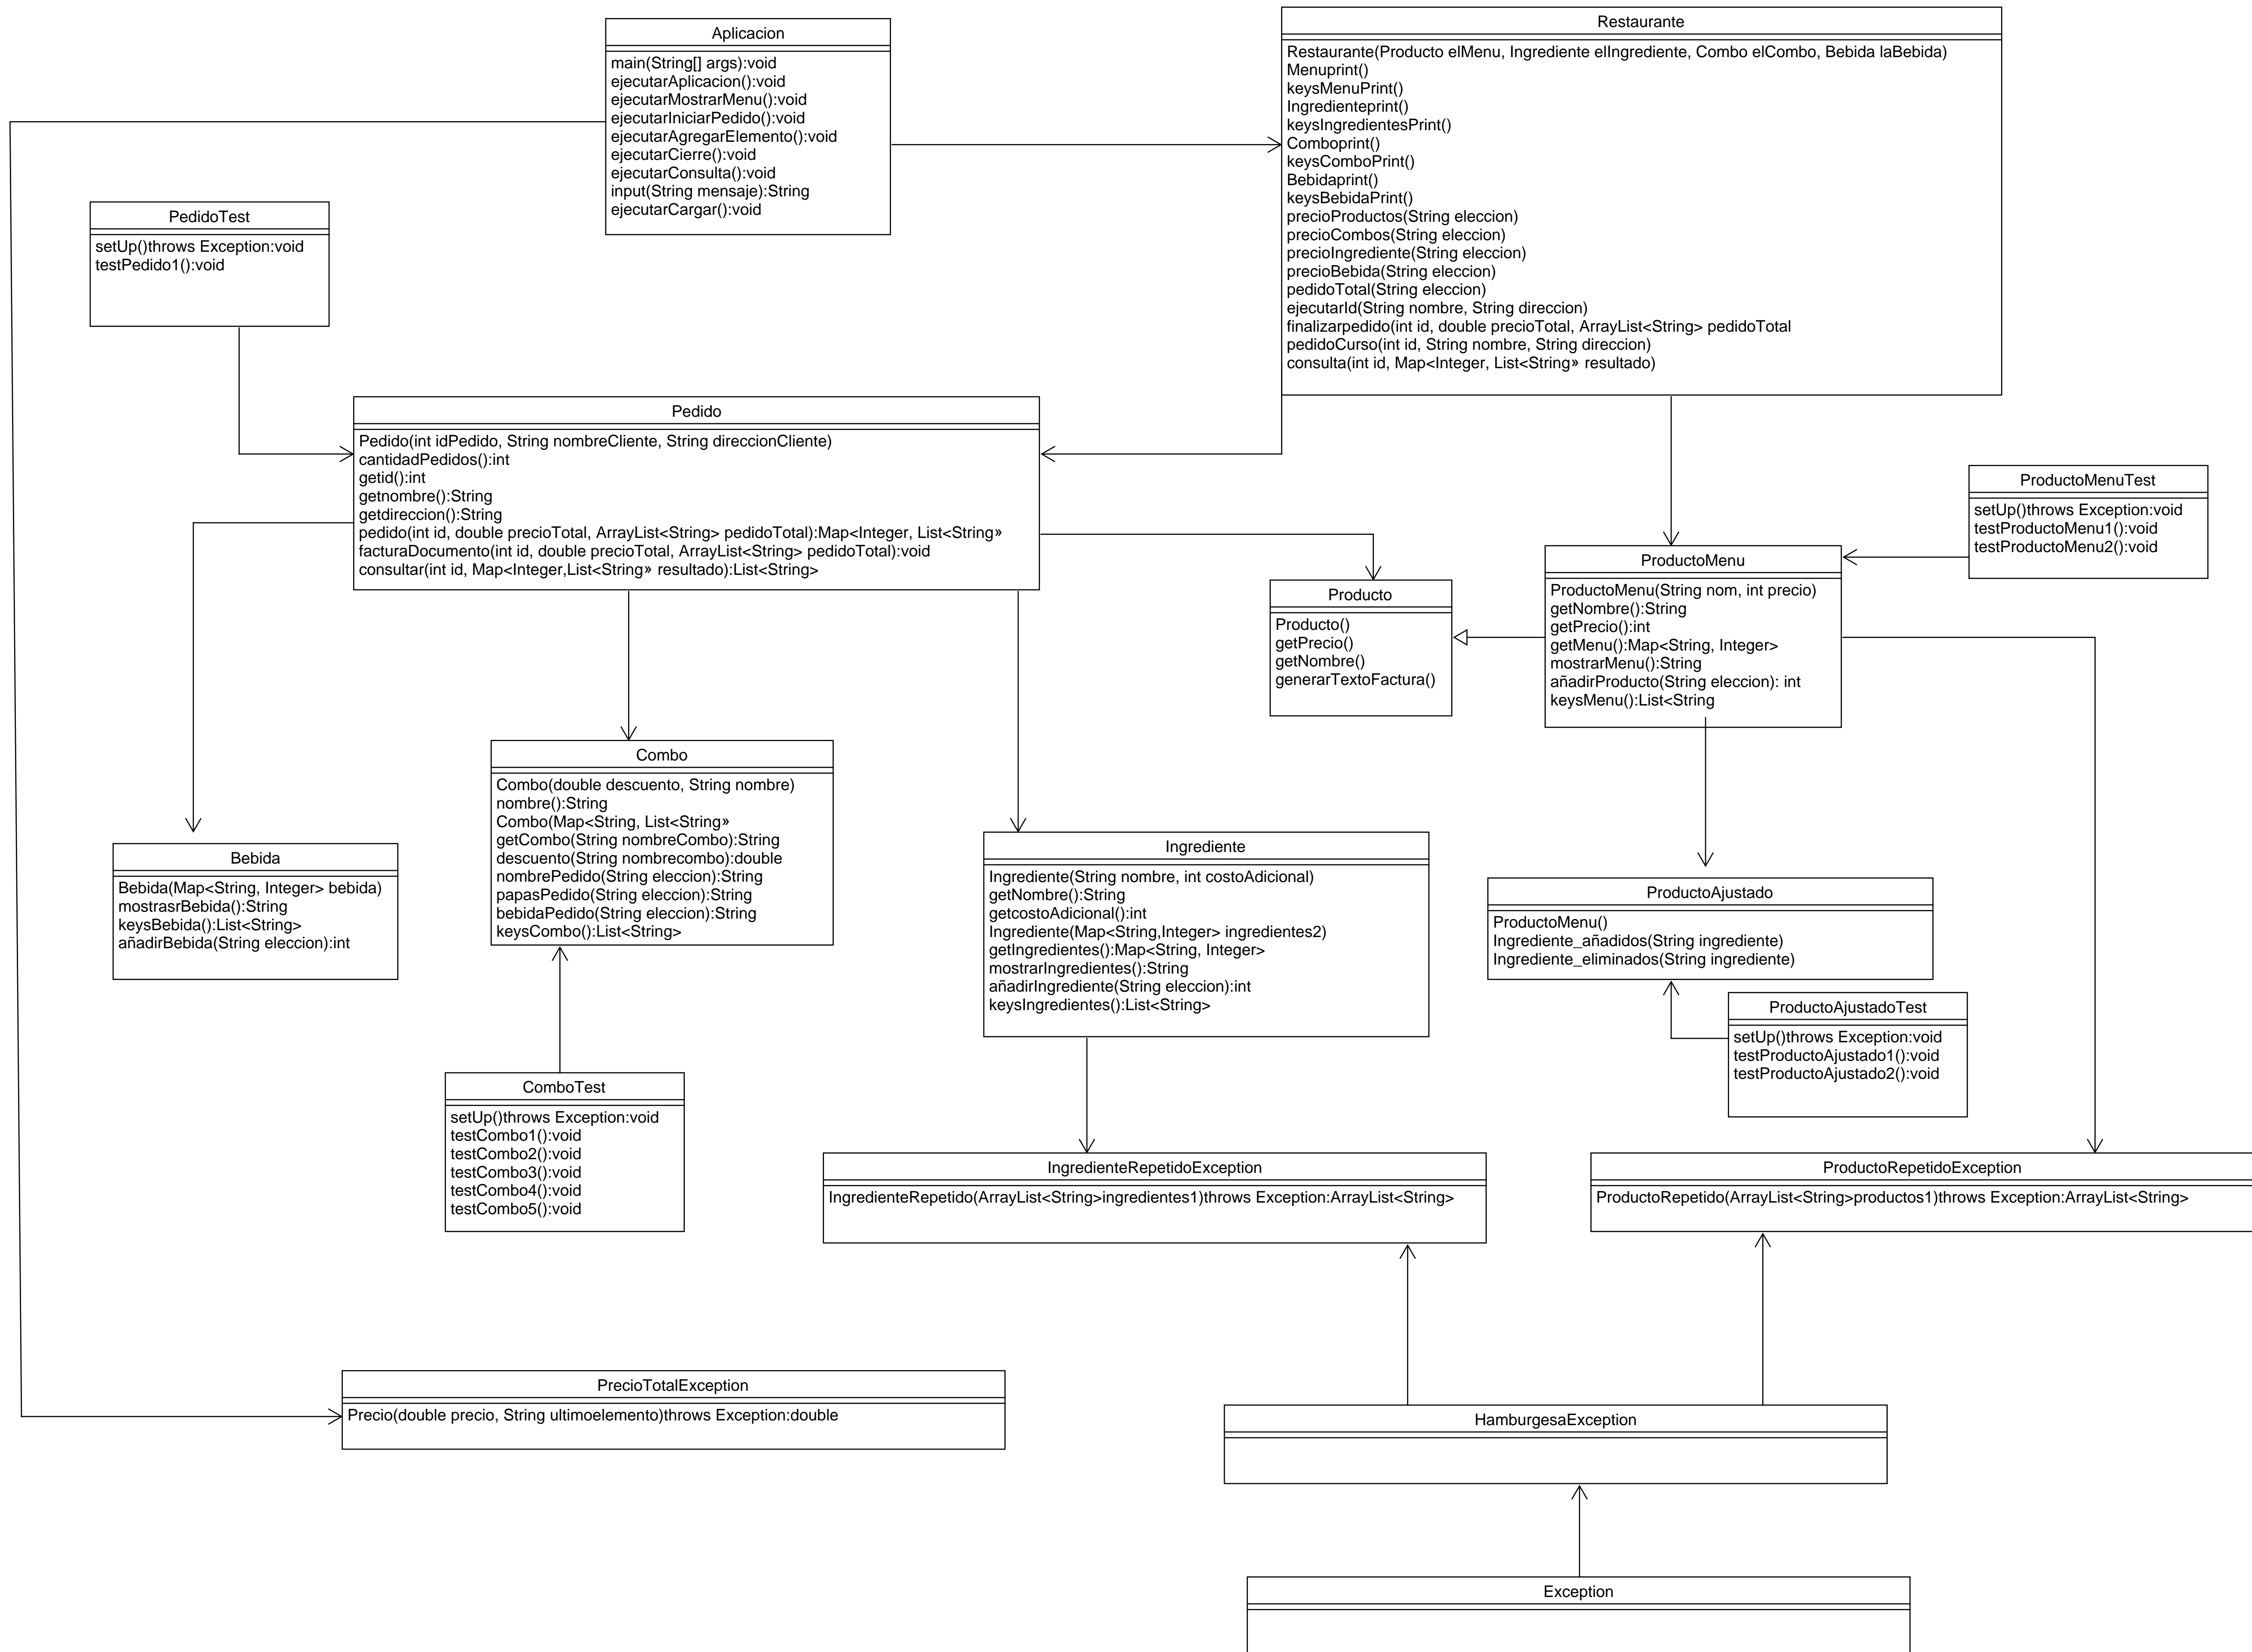 Aplicacion
main(String[] args):void
ejecutarAplicacion():void
ejecutarMostrarMenu():void
ejecutarIniciarPedido():void
ejecutarAgregarElemento():void
ejecutarCierre():void
ejecutarConsulta():void
input(String mensaje):String
ejecutarCargar():void
Restaurante
Restaurante(Producto elMenu, Ingrediente elIngrediente, Combo elCombo, Bebida laBebida)
Menuprint()
keysMenuPrint()
Ingredienteprint()
keysIngredientesPrint()
Comboprint()
keysComboPrint()
Bebidaprint()
keysBebidaPrint()
precioProductos(String eleccion)
precioCombos(String eleccion)
precioIngrediente(String eleccion)
precioBebida(String eleccion)
pedidoTotal(String eleccion)
ejecutarId(String nombre, String direccion)
finalizarpedido(int id, double precioTotal, ArrayList<String> pedidoTotal
pedidoCurso(int id, String nombre, String direccion)
consulta(int id, Map<Integer, List<String» resultado)
PedidoTest
setUp()throws Exception:void
testPedido1():void
Pedido
Pedido(int idPedido, String nombreCliente, String direccionCliente)
cantidadPedidos():int
getid():int
getnombre():String
getdireccion():String
pedido(int id, double precioTotal, ArrayList<String> pedidoTotal):Map<Integer, List<String»
facturaDocumento(int id, double precioTotal, ArrayList<String> pedidoTotal):void
consultar(int id, Map<Integer,List<String» resultado):List<String>
ProductoMenuTest
setUp()throws Exception:void
testProductoMenu1():void
testProductoMenu2():void
ProductoMenu
ProductoMenu(String nom, int precio)
getNombre():String
getPrecio():int
getMenu():Map<String, Integer>
mostrarMenu():String
añadirProducto(String eleccion): int
keysMenu():List<String
Producto
Producto()
getPrecio()
getNombre()
generarTextoFactura()
Combo
Combo(double descuento, String nombre)
nombre():String
Combo(Map<String, List<String»
getCombo(String nombreCombo):String
descuento(String nombrecombo):double
nombrePedido(String eleccion):String
papasPedido(String eleccion):String
bebidaPedido(String eleccion):String
keysCombo():List<String>
Bebida
Bebida(Map<String, Integer> bebida)
mostrasrBebida():String
keysBebida():List<String>
añadirBebida(String eleccion):int
Ingrediente
Ingrediente(String nombre, int costoAdicional)
getNombre():String
getcostoAdicional():int
Ingrediente(Map<String,Integer> ingredientes2)
getIngredientes():Map<String, Integer>
mostrarIngredientes():String
añadirIngrediente(String eleccion):int
keysIngredientes():List<String>
ProductoAjustado
ProductoMenu()
Ingrediente_añadidos(String ingrediente)
Ingrediente_eliminados(String ingrediente)
ProductoAjustadoTest
setUp()throws Exception:void
testProductoAjustado1():void
testProductoAjustado2():void
ComboTest
setUp()throws Exception:void
testCombo1():void
testCombo2():void
testCombo3():void
testCombo4():void
testCombo5():void
IngredienteRepetidoException
IngredienteRepetido(ArrayList<String>ingredientes1)throws Exception:ArrayList<String>
ProductoRepetidoException
ProductoRepetido(ArrayList<String>productos1)throws Exception:ArrayList<String>
PrecioTotalException
Precio(double precio, String ultimoelemento)throws Exception:double
HamburgesaException
Exception